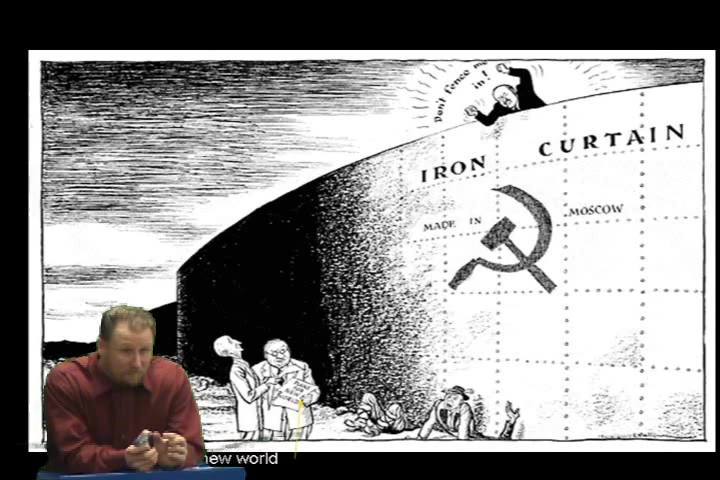 Don't fence me
in!
IRON CURTAIN
MADE IN MOSCOW
new world